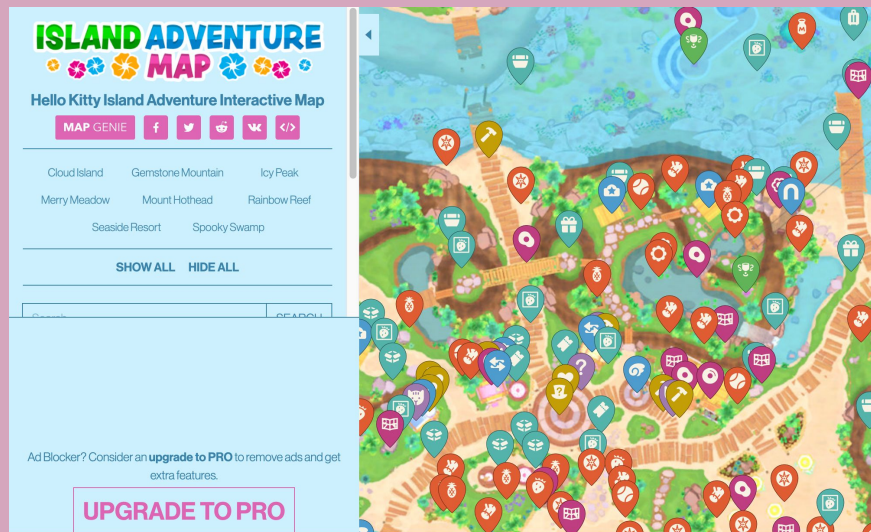 ISLAND ADVENTURE
MAP
Hello Kitty Island Adventure Interactive Map
MAP GENIE
Cloud Island Gemstone Mountain Icy Peak
Merry Meadow Mount Hothead Rainbow Reef
Seaside Resort Spooky Swamp
SHOW ALL HIDE ALL
Search SEARCH
Ad Blocker? Consider an upgrade to PRO to remove ads and get
extra features.
UPGRADE TO PRO